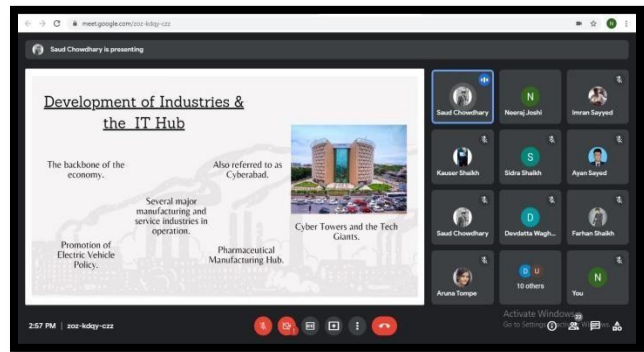 meet.google.com/zoz-kdqy-czz
N
Saud Chowdhary is presenting
Development of Industries &
the IT Hub
The backbone of the
economy.
Also referred to as
Cyberabad.
Several major
manufacturing and
service industries in
operation.
Cyber Towers and the Tech
Giants.
Promotion of
Electric Vehicle
Policy.
Pharmaceutical
Manufacturing Hub.
Saud Chowdhary
N
Neeraj Joshi
Imran Sayyed
Kauser Shaikh
S
Sidra Shaikh
Ayan Sayed
Saud Chowdhary
D
Devdatta Wagh...
Farhan Shaikh
Aruna Tompe
D U
10 others
N
You
Activate Windows
Go to Settings
2:57 PM | zoz-kdqy-czz
22